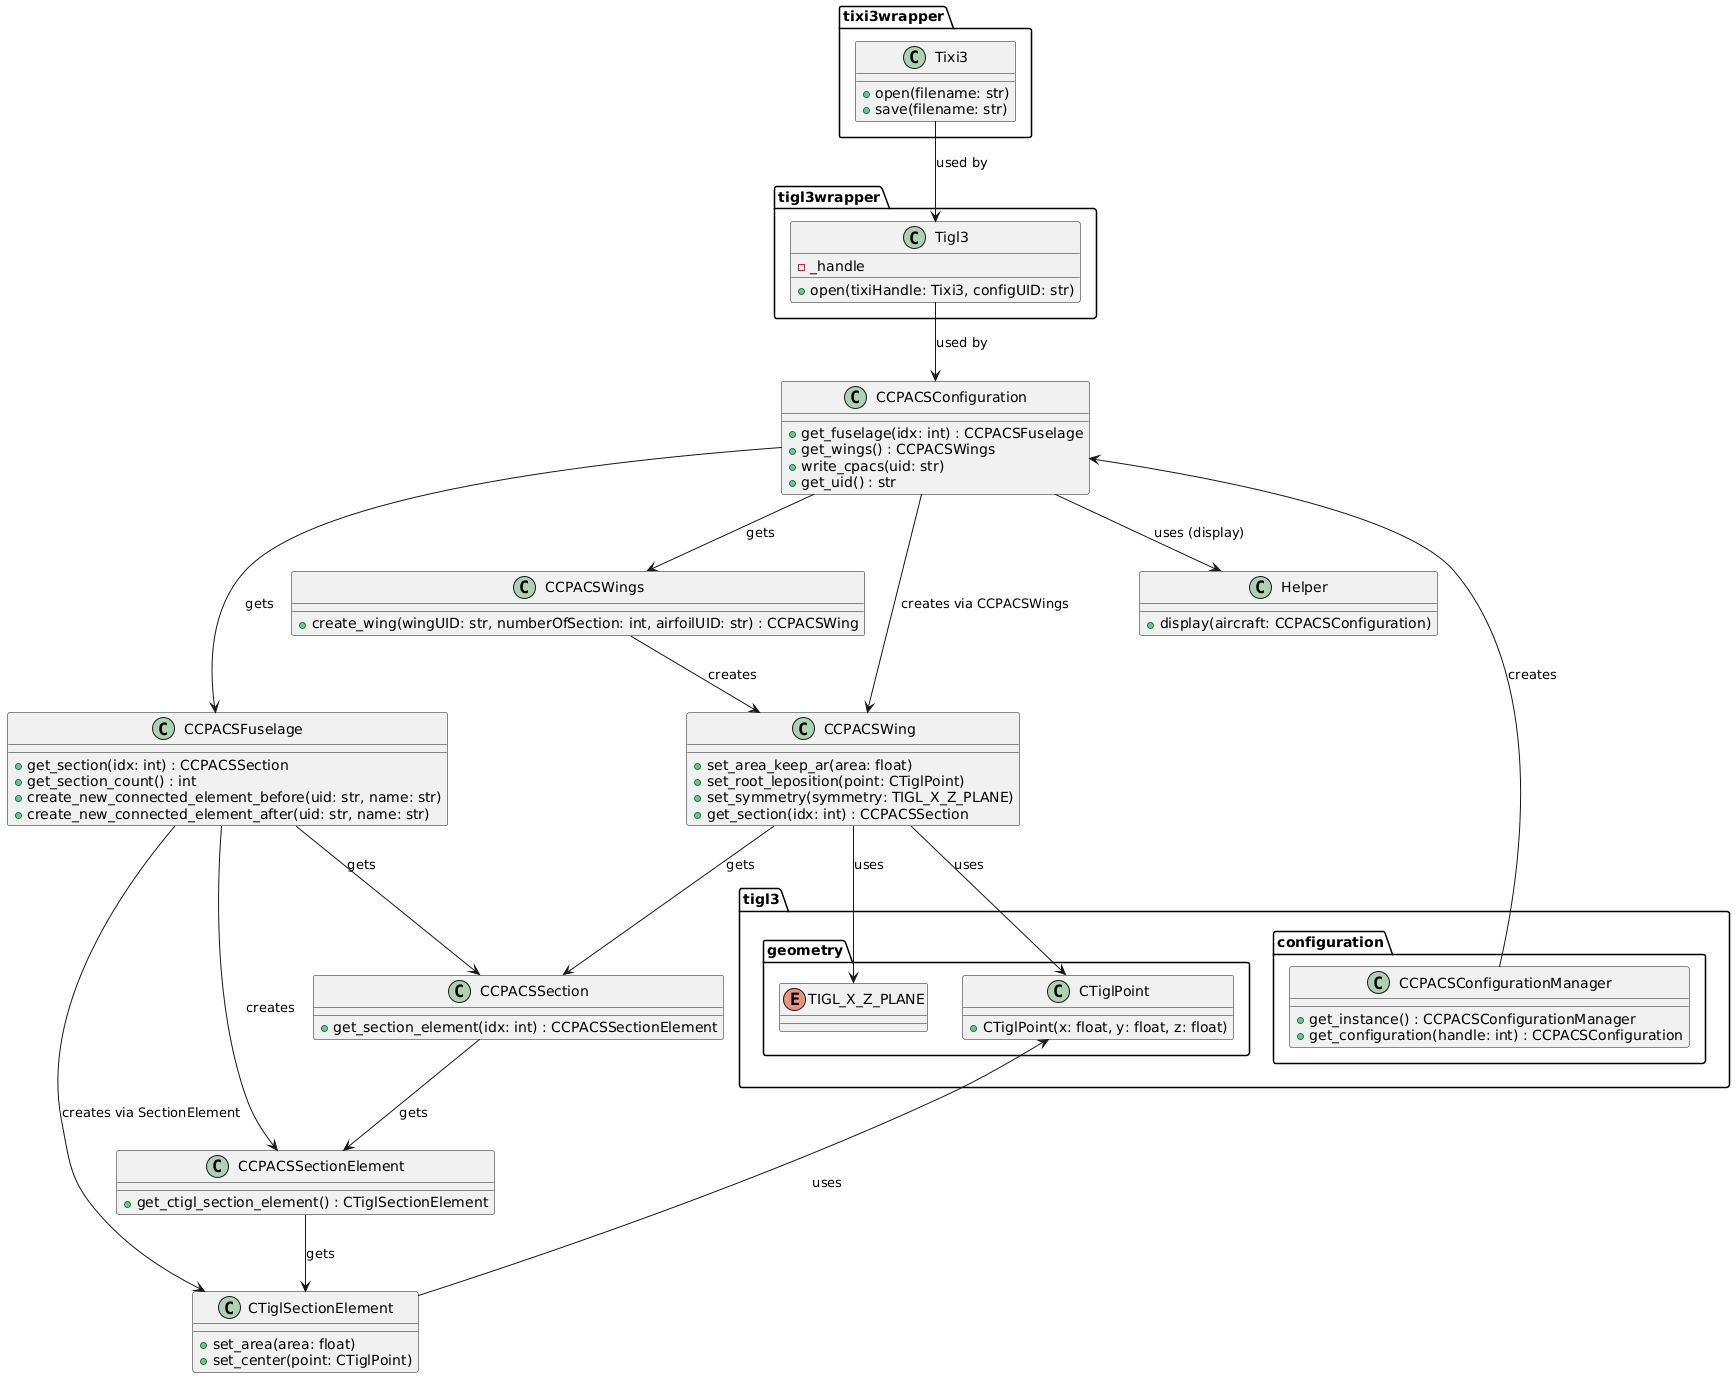 tixi3wrapper
C Tixi3
open(filename: str)
save(filename: str)
used by
tigl3wrapper
C Tigl3
_handle
open(tixiHandle: Tixi3, configUID: str)
used by
C CCPACSConfiguration
get_fuselage(idx: int) : CCPACSFuselage
get_wings() : CCPACSWings
write_cpacs(uid: str)
get_uid() : str
gets
uses (display)
C CCPACSWings
create_wing(wingUID: str, numberOfSection: int, airfoilUID: str) : CCPACSWing
C Helper
display(aircraft: CCPACSConfiguration)
gets
creates via CCPACSWings
creates
creates
C CCPACSFuselage
get_section(idx: int) : CCPACSSection
get_section_count() : int
create_new_connected_element_before(uid: str, name: str)
create_new_connected_element_after(uid: str, name: str)
C CCPACSWing
set_area_keep_ar(area: float)
set_root_leposition(point: CTiglPoint)
set_symmetry(symmetry: TIGL_X_Z_PLANE)
get_section(idx: int) : CCPACSSection
gets
gets
uses
uses
tigl3
geometry
configuration
C CCPACSSection
get_section_element(idx: int) : CCPACSSectionElement
E TIGL_X_Z_PLANE
C CTiglPoint
CTiglPoint(x: float, y: float, z: float)
C CCPACSConfigurationManager
get_instance() : CCPACSConfigurationManager
get_configuration(handle: int) : CCPACSConfiguration
creates
creates via SectionElement
gets
C CCPACSSectionElement
get_ctigl_section_element() : CTiglSectionElement
uses
gets
C CTiglSectionElement
set_area(area: float)
set_center(point: CTiglPoint)